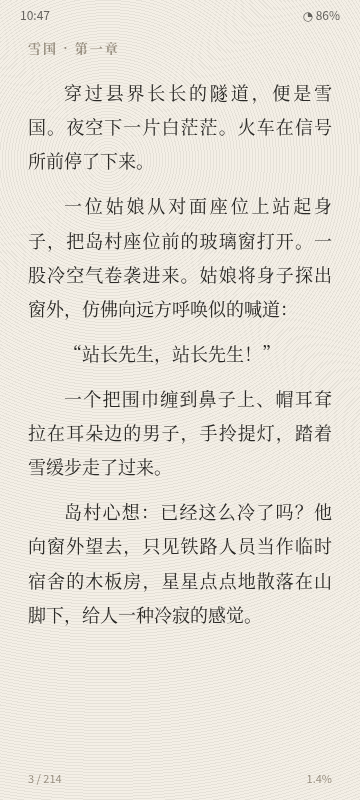 10:47
86%
雪国 · 第一章
穿过县界长长的隧道，便是雪
国。夜空下一片白茫茫。火车在信号
所前停了下来。
一位姑娘从对面座位上站起身
子，把岛村座位前的玻璃窗打开。一
股冷空气卷袭进来。姑娘将身子探出
窗外，仿佛向远方呼唤似的喊道：
“站长先生，站长先生！”
一个把围巾缠到鼻子上、帽耳耷
拉在耳朵边的男子，手拎提灯，踏着
雪缓步走了过来。
岛村心想：已经这么冷了吗？他
向窗外望去，只见铁路人员当作临时
宿舍的木板房，星星点点地散落在山
脚下，给人一种冷寂的感觉。
3 / 214
1.4%